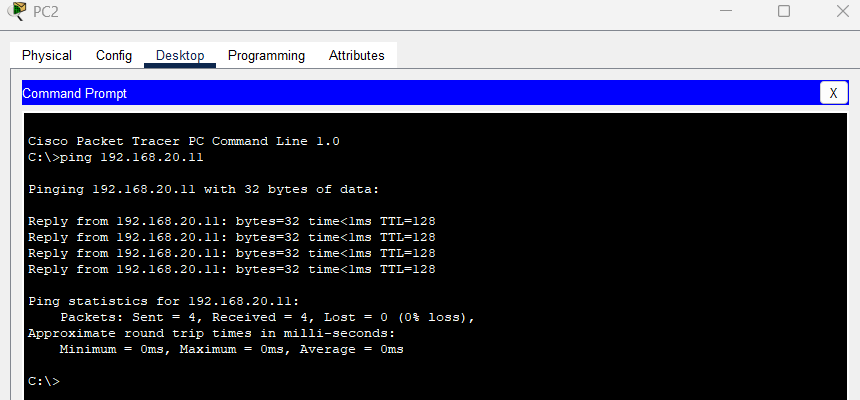 PC2
Physical Config Desktop Programming Attributes
Command Prompt X
Cisco Packet Tracer PC Command Line 1.0
C:\>ping 192.168.20.11
Pinging 192.168.20.11 with 32 bytes of data:
Reply from 192.168.20.11: bytes=32 time<1ms TTL=128
Reply from 192.168.20.11: bytes=32 time<1ms TTL=128
Reply from 192.168.20.11: bytes=32 time<1ms TTL=128
Reply from 192.168.20.11: bytes=32 time<1ms TTL=128
Ping statistics for 192.168.20.11:
Packets: Sent = 4, Received = 4, Lost = 0 (0% loss),
Approximate round trip times in milli-seconds:
Minimum = 0ms, Maximum = 0ms, Average = 0ms
C:\>